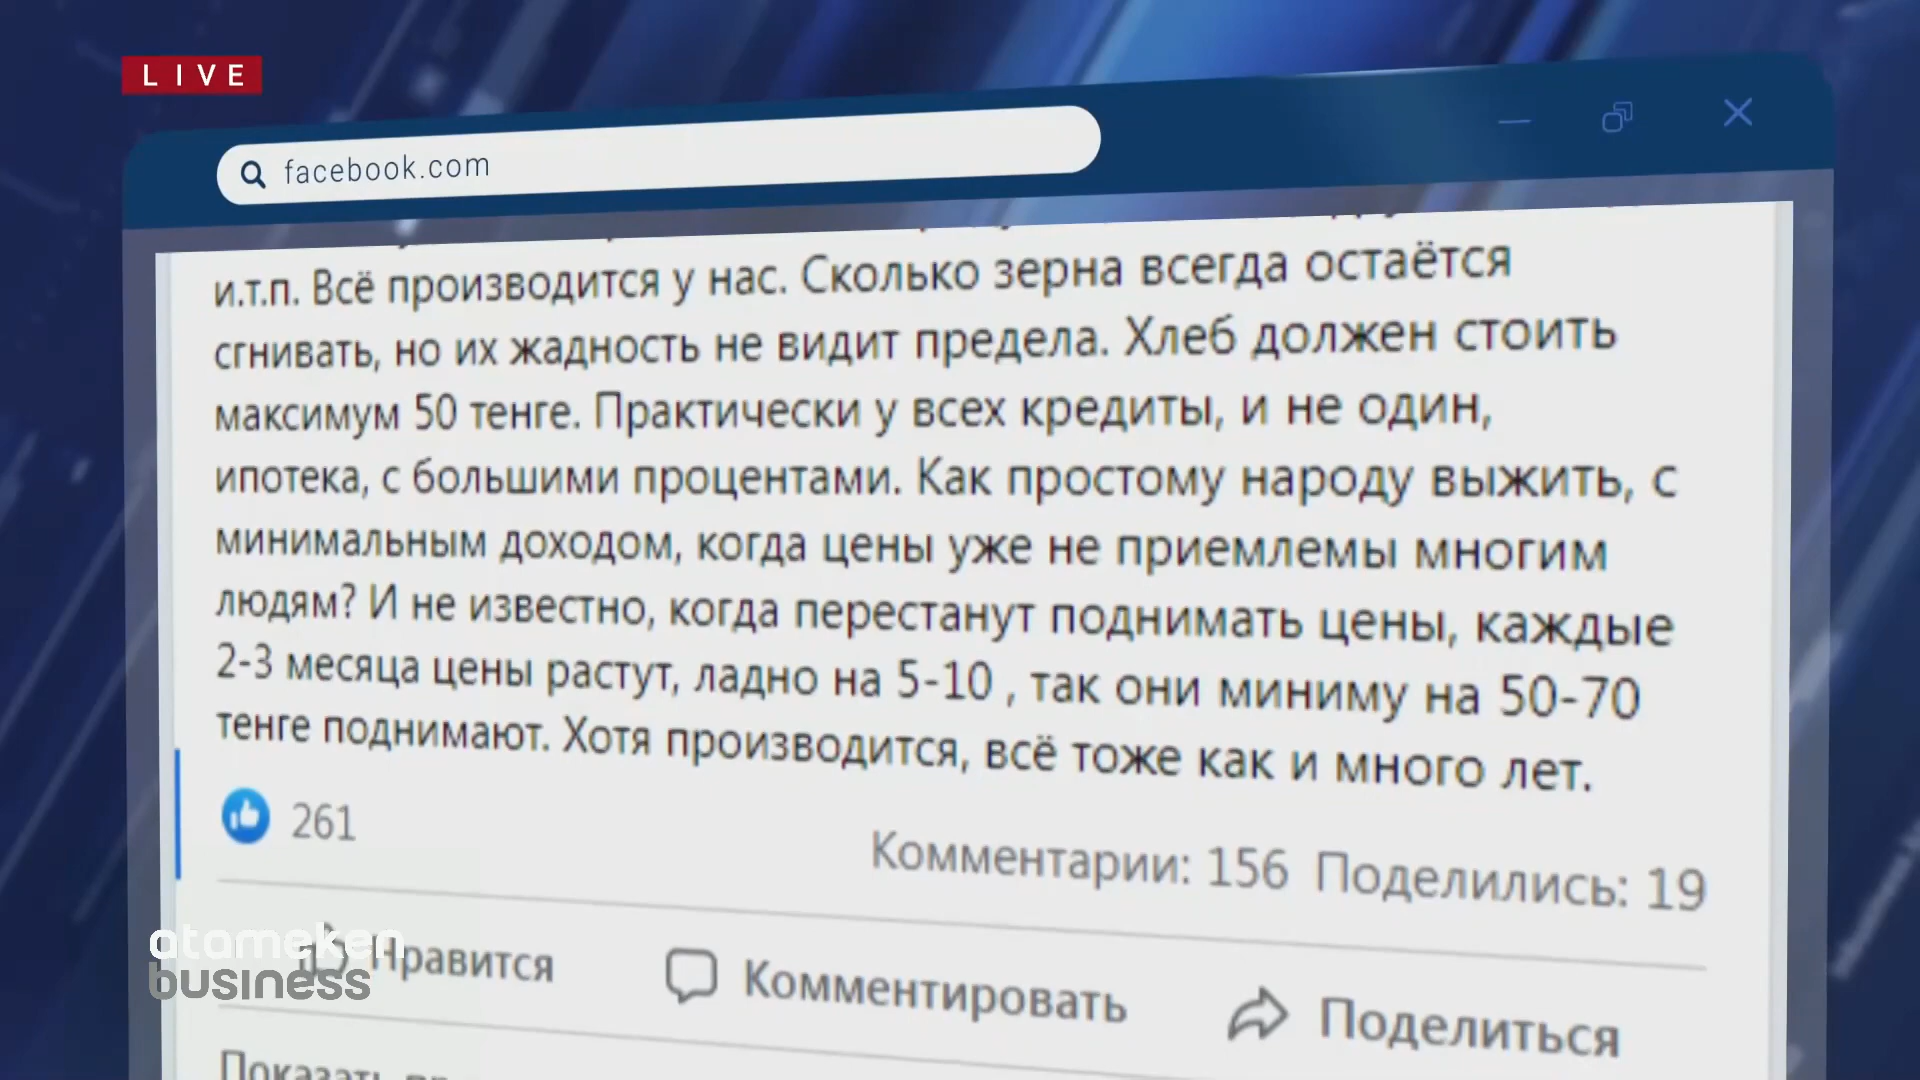 LIVE
facebook.com
и.т.п. Всё производится у нас. Сколько зерна всегда остаётся
сгнивать, но их жадность не видит предела. Хлеб должен стоить
максимум 50 тенге. Практически у всех кредиты, и не один,
ипотека, с большими процентами. Как простому народу выжить, с
минимальным доходом, когда цены уже не приемлемы многим
людям? И не известно, когда перестанут поднимать цены, каждые
2-3 месяца цены растут, ладно на 5-10 , так они миниму на 50-70
тенге поднимают. Хотя производится, всё тоже как и много лет.
261
Комментарии: 156 Поделились: 19
Нравится Комментировать Поделиться
atameken
business
Показать